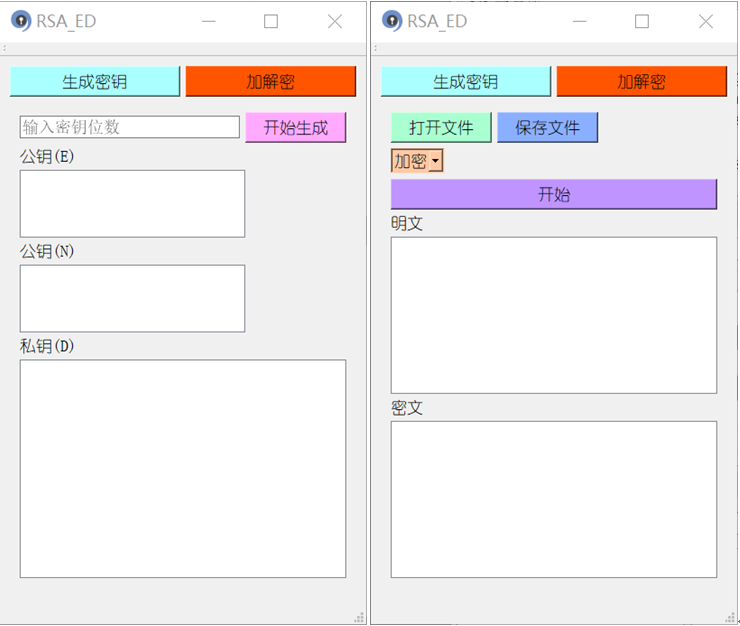 RSA_ED
生成密钥 加解密
输入密钥位数 开始生成
公钥(E)
公钥(N)
私钥(D)
RSA_ED
生成密钥 加解密
打开文件 保存文件
加密
开始
明文
密文